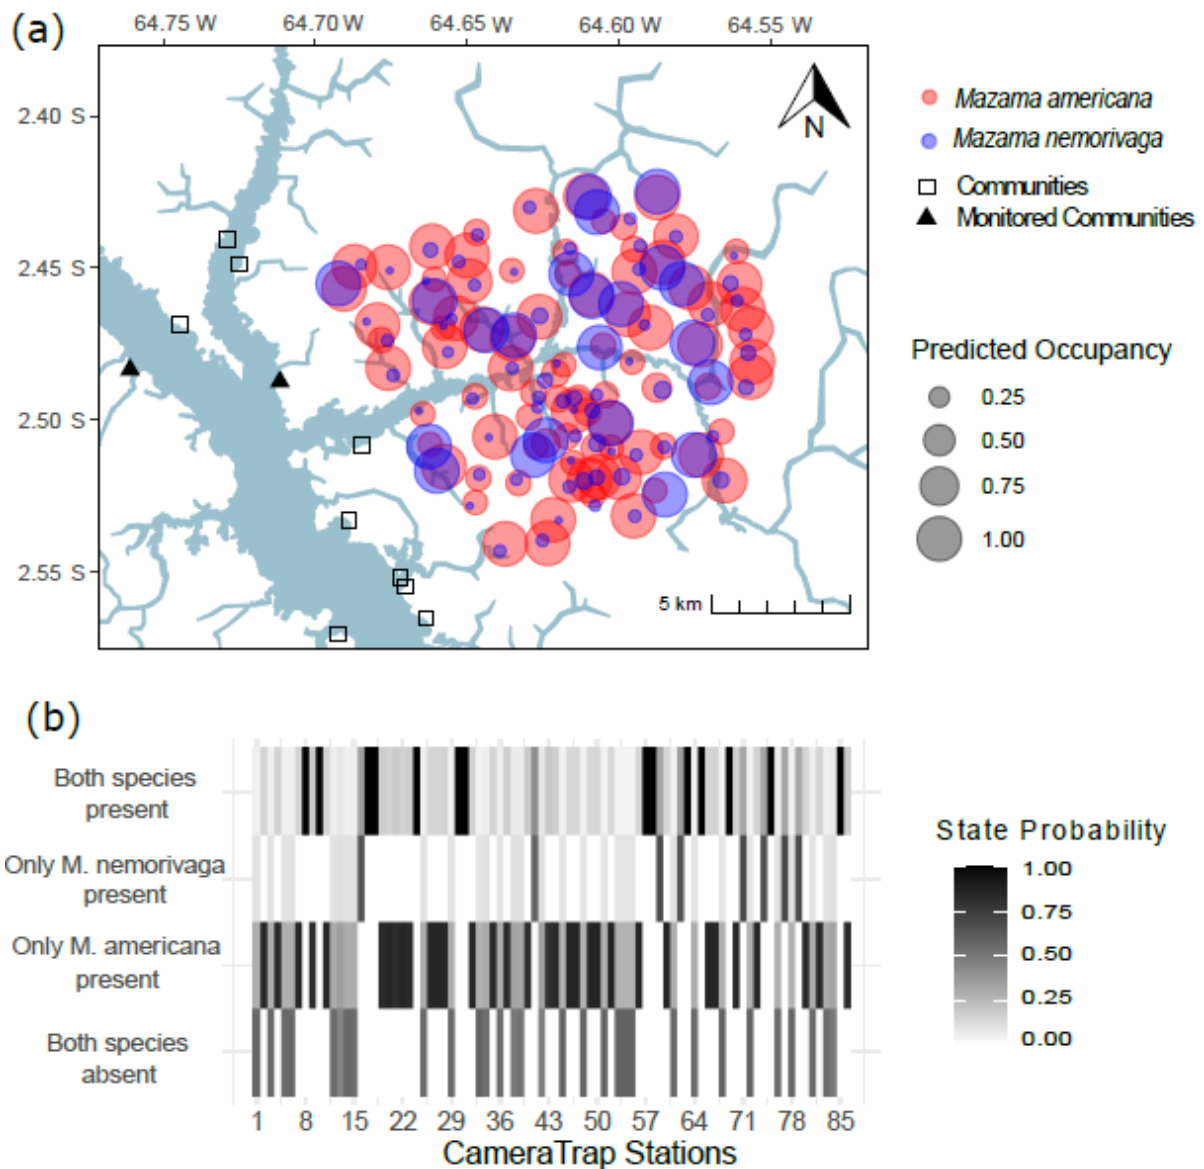 (a)
64.75 W 64.70 W 64.65 W 64.60 W 64.55 W
2.40 S
2.45 S
2.50 S
2.55 S
N
5 km
Mazama americana
Mazama nemorivaga
Communities
Monitored Communities
Predicted Occupancy
0.25
0.50
0.75
1.00
(b)
Both species
present
Only M. nemorivaga
present
Only M. americana
present
Both species
absent
1 8 15 22 29 36 43 50 57 64 71 78 85
CameraTrap Stations
State Probability
1.00
0.75
0.50
0.25
0.00